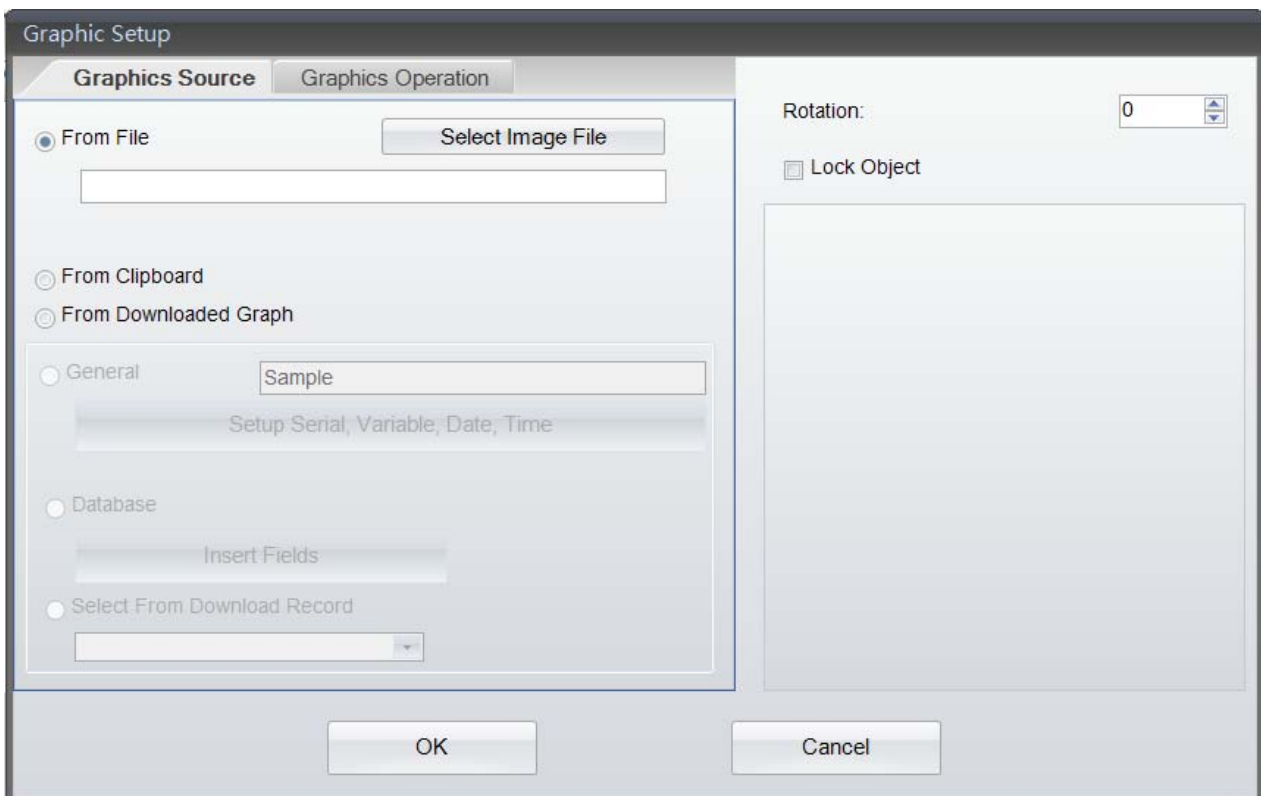 Graphic Setup
Graphics Source
Graphics Operation
From File
Select Image File
From Clipboard
From Downloaded Graph
General
Sample
Setup Serial, Variable, Date, Time
Database
Insert Fields
Select From Download Record
Rotation:
0
Lock Object
OK
Cancel